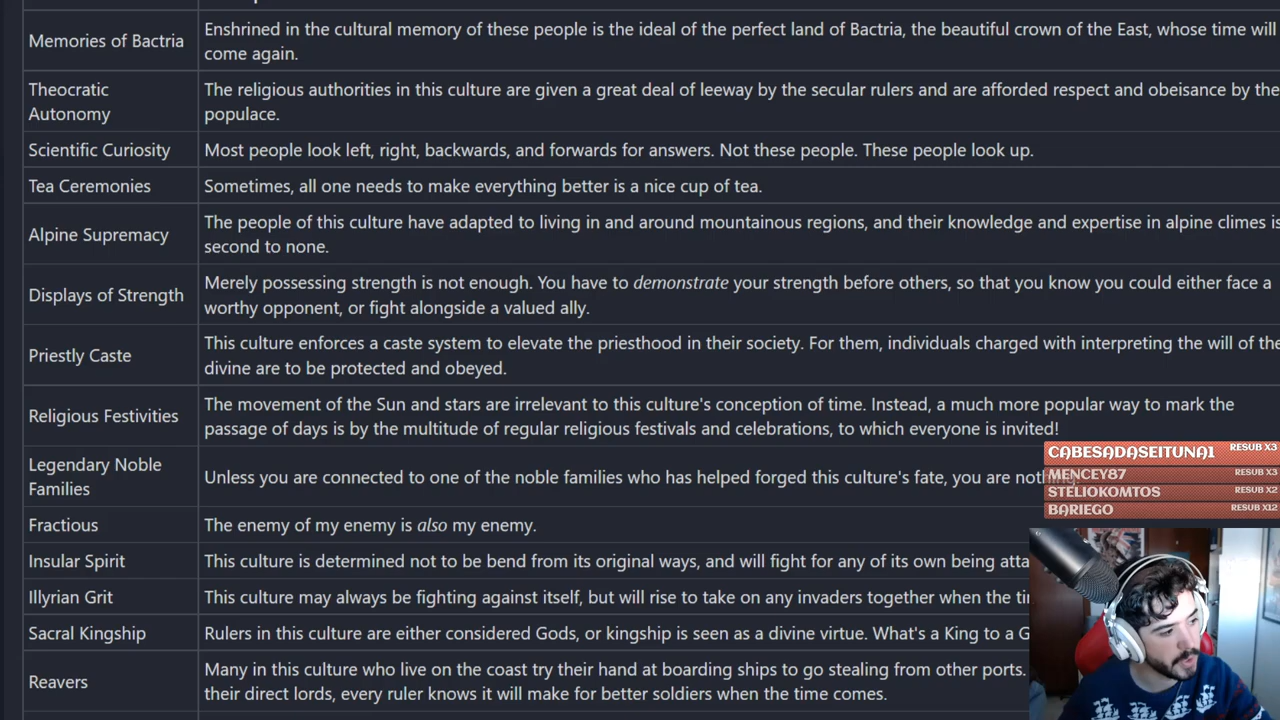 Memories of Bactria
Enshrined in the cultural memory of these people is the ideal of the perfect land of Bactria, the beautiful crown of the East, whose time will
come again.
Theocratic
Autonomy
The religious authorities in this culture are given a great deal of leeway by the secular rulers and are afforded respect and obeisance by the
populace.
Scientific Curiosity
Most people look left, right, backwards, and forwards for answers. Not these people. These people look up.
Tea Ceremonies
Sometimes, all one needs to make everything better is a nice cup of tea.
Alpine Supremacy
The people of this culture have adapted to living in and around mountainous regions, and their knowledge and expertise in alpine climes is
second to none.
Displays of Strength
Merely possessing strength is not enough. You have to demonstrate your strength before others, so that you know you could either face a
worthy opponent, or fight alongside a valued ally.
Priestly Caste
This culture enforces a caste system to elevate the priesthood in their society. For them, individuals charged with interpreting the will of the
divine are to be protected and obeyed.
Religious Festivities
The movement of the Sun and stars are irrelevant to this culture's conception of time. Instead, a much more popular way to mark the
passage of days is by the multitude of regular religious festivals and celebrations, to which everyone is invited!
Legendary Noble
Families
Unless you are connected to one of the noble families who has helped forged this culture's fate, you are nothing.
Fractious
The enemy of my enemy is also my enemy.
Insular Spirit
This culture is determined not to be bend from its original ways, and will fight for any of its own being
Illyrian Grit
This culture may always be fighting against itself, but will rise to take on any invaders together when the
Sacral Kingship
Rulers in this culture are either considered Gods, or kingship is seen as a divine virtue. What's a King to a
Reavers
Many in this culture who live on the coast try their hand at boarding ships to go stealing from other ports.
their direct lords, every ruler knows it will make for better soldiers when the time comes.
CABESADASEITUNA1 RESUB X3
MENCEY87 RESUB X3
STELIOKOMTOS RESUB X2
BARIEGO RESUB X12